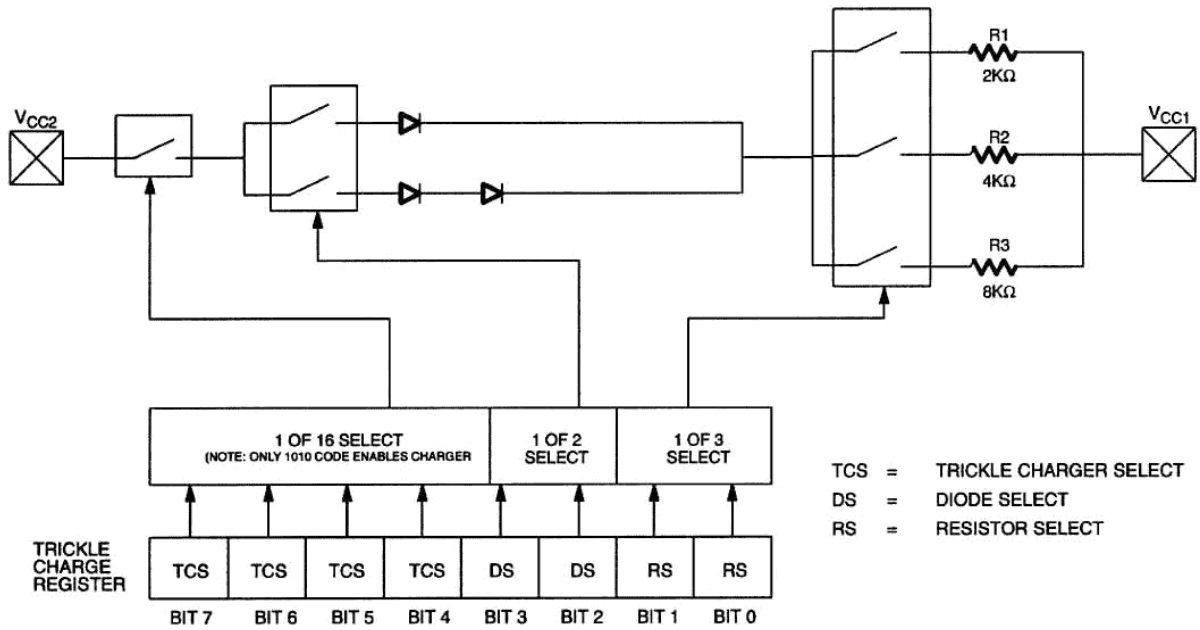 R1
2KΩ
VCC2
VCC1
R2
4KΩ
R3
8KΩ
1 OF 16 SELECT
(NOTE: ONLY 1010 CODE ENABLES CHARGER
1 OF 2
SELECT
1 OF 3
SELECT
TCS = TRICKLE CHARGER SELECT
DS = DIODE SELECT
RS = RESISTOR SELECT
TRICKLE
CHARGE
REGISTER
TCS TCS TCS TCS DS DS RS RS
BIT 7 BIT 6 BIT 5 BIT 4 BIT 3 BIT 2 BIT 1 BIT 0